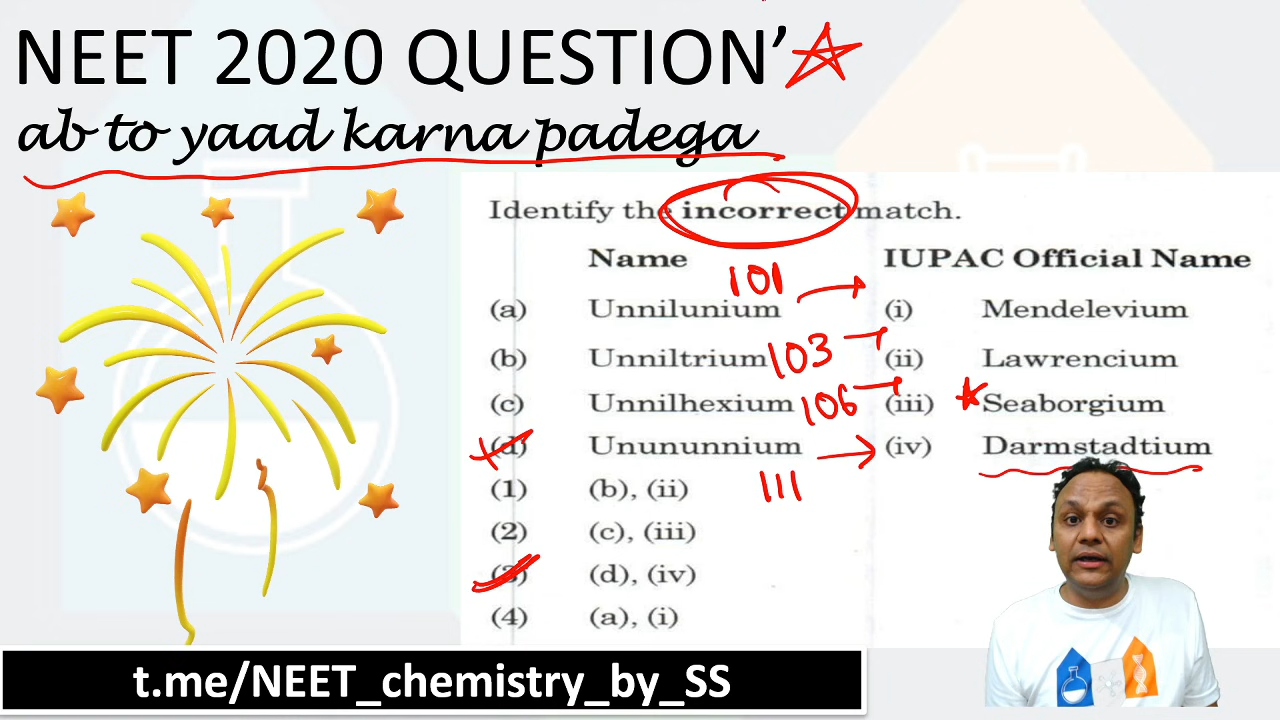 NEET 2020 QUESTION'
ab to yaad karna padega
Identify the incorrect match.
Name IUPAC Official Name
101
(a) Unnilunium (i) Mendelevium
(b) Unniltrium 103 (ii) Lawrencium
(c) Unnilhexium 106 (iii) Seaborgium
(d) Unununnium (iv) Darmstadtium
111
(1) (b), (ii)
(2) (c), (iii)
(3) (d), (iv)
(4) (a), (i)
t.me/NEET_chemistry_by_SS